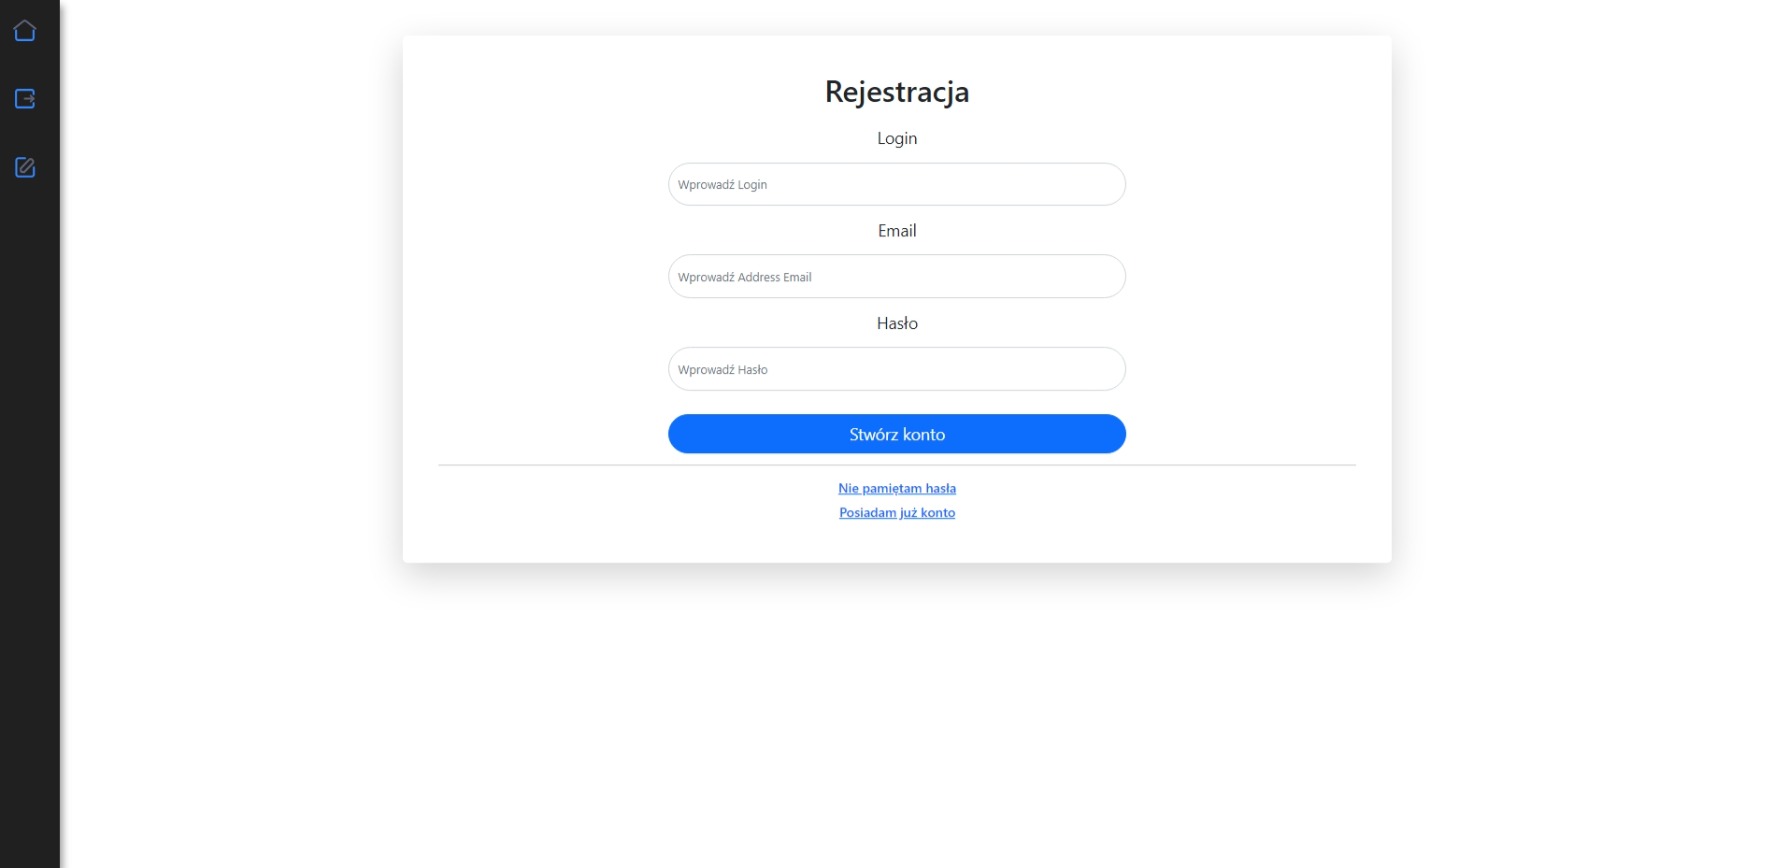 Rejestracja
Login
Wprowadź Login
Email
Wprowadź Address Email
Hasło
Wprowadź Hasło
Stwórz konto
Nie pamiętam hasła
Posiadam już konto